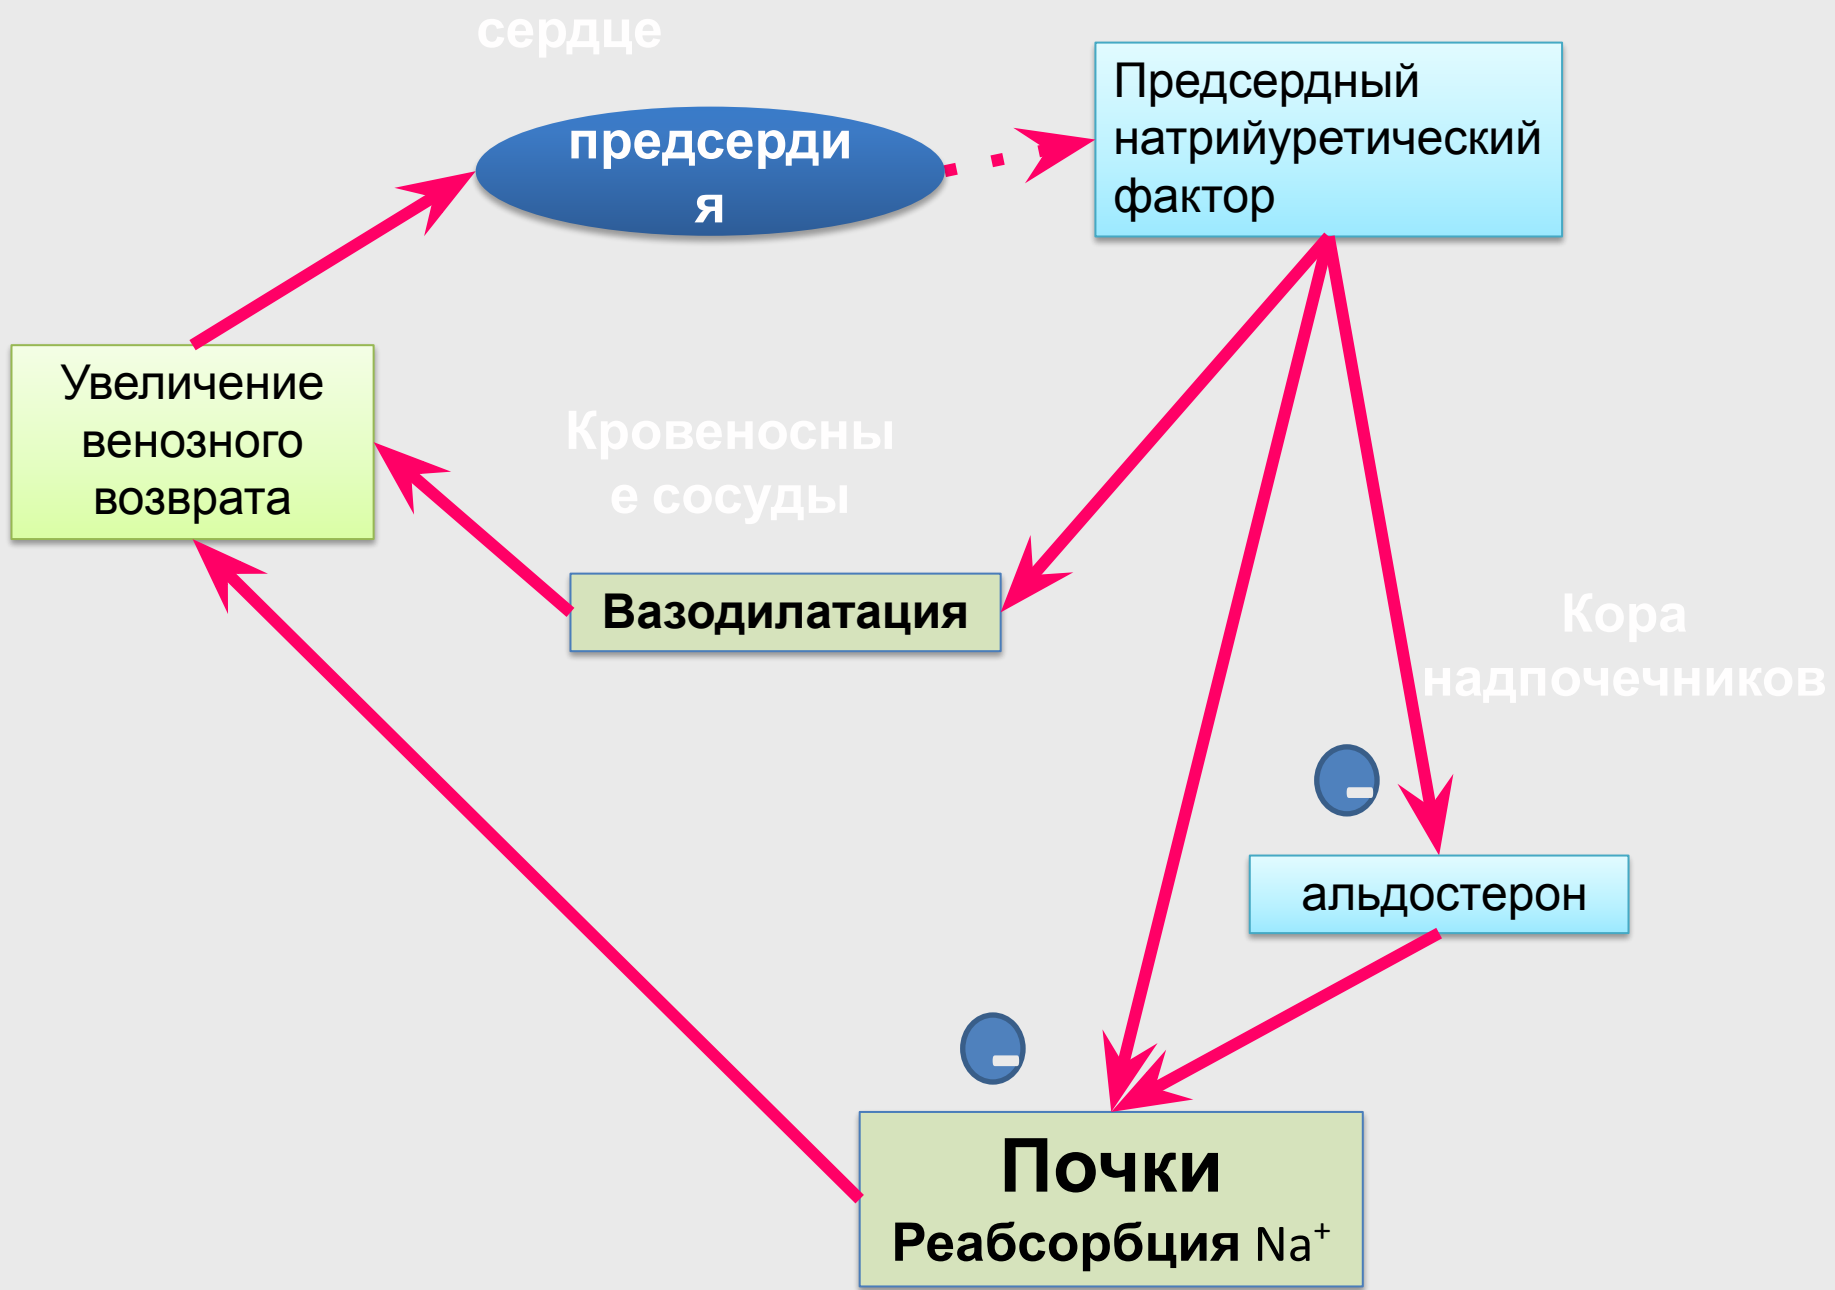 сердце
предсерди
я
Предсердный
натрийуретический
фактор
Увеличение
венозного
возврата
Кровеносны
е сосуды
Вазодилатация
Кора
надпочечников
-
альдостерон
-
Почки
Реабсорбция Na⁺